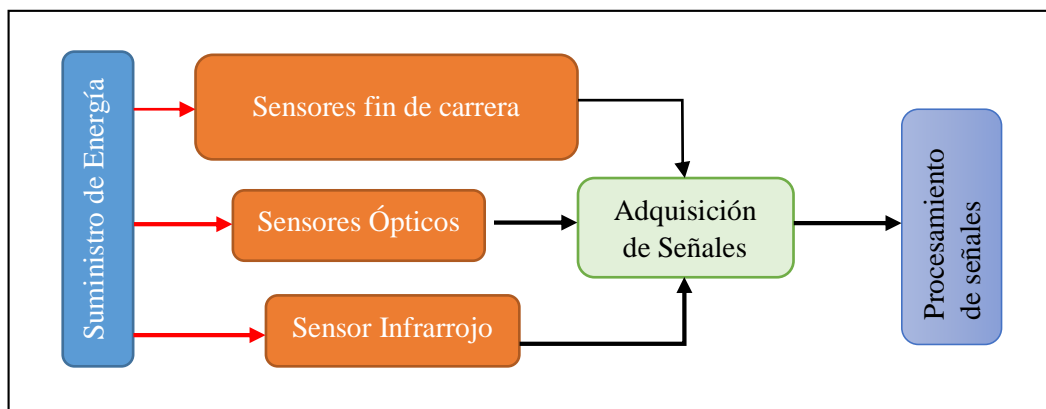 Suministro de Energía
Sensores fin de carrera
Sensores Ópticos
Sensor Infrarrojo
Adquisición
de Señales
Procesamiento
de señales